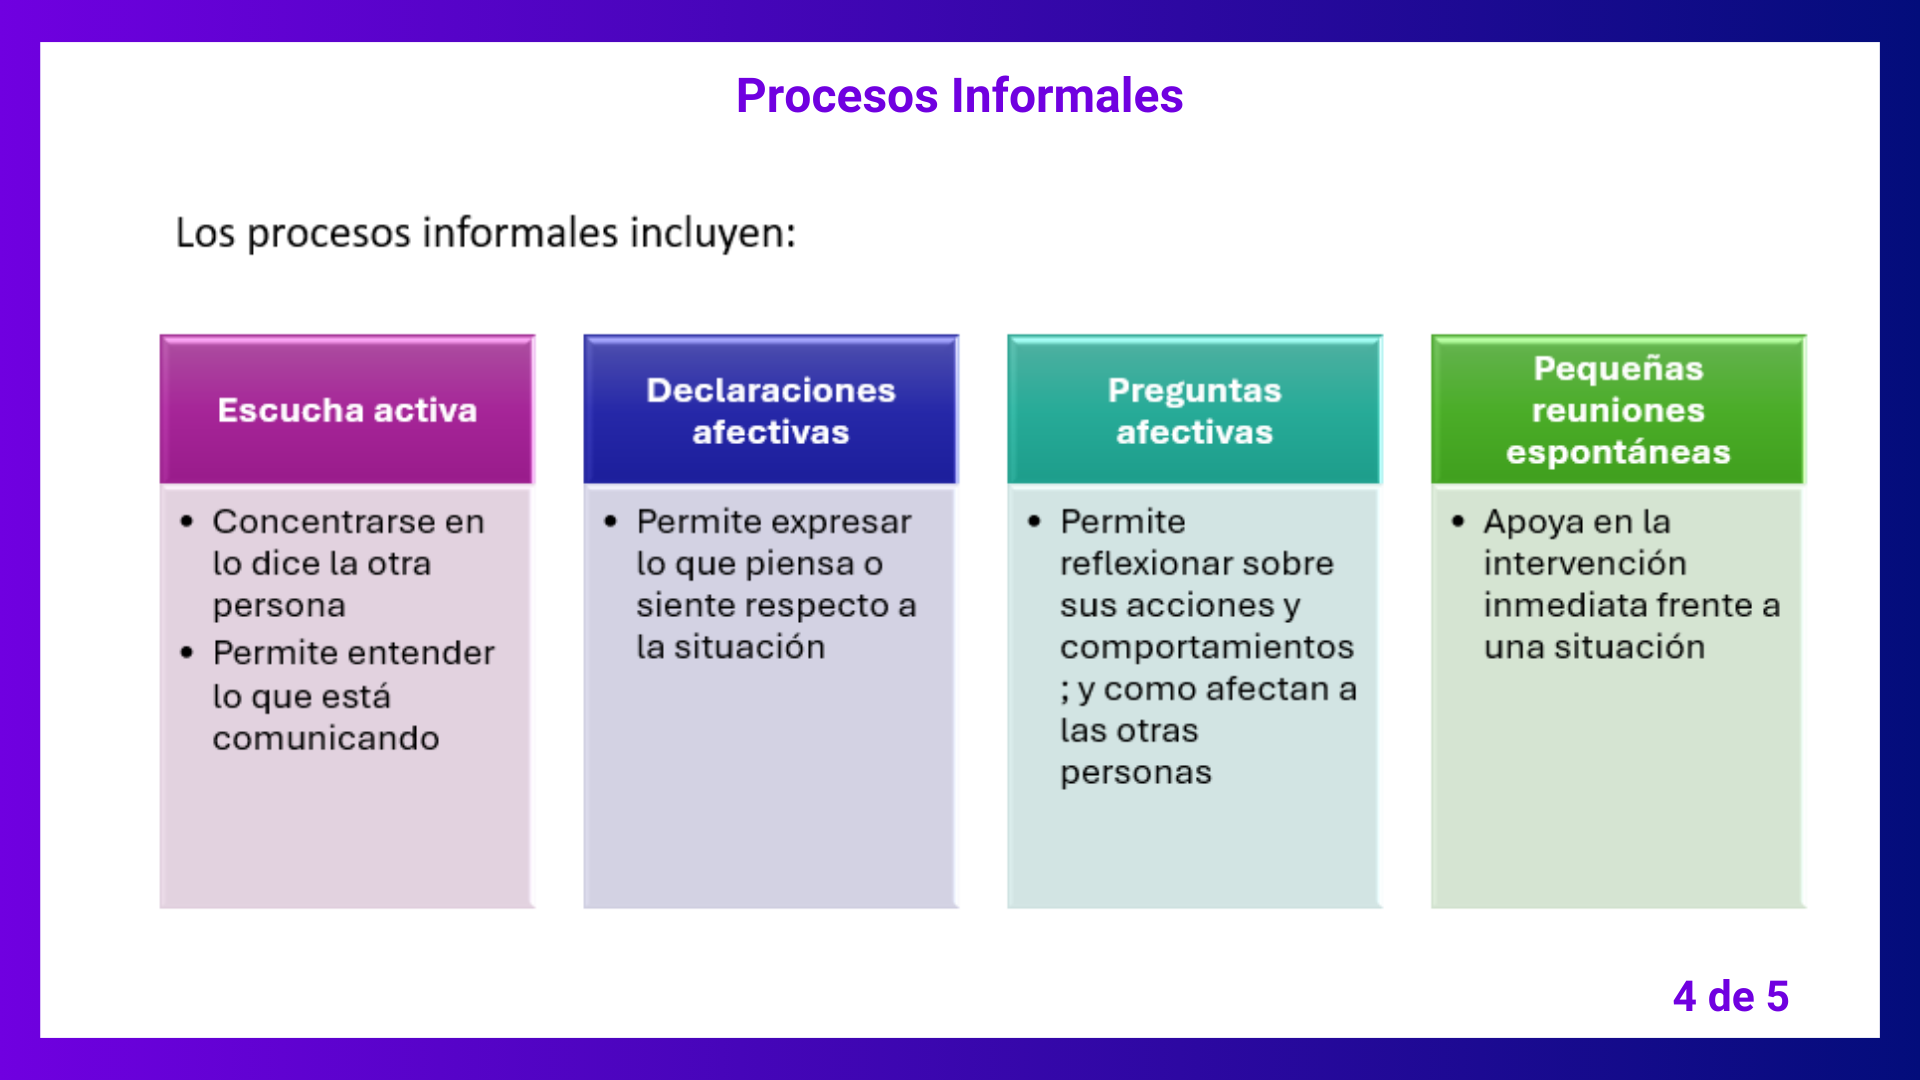 Procesos Informales
Los procesos informales incluyen:
Escucha activa
• Concentrarse en
lo dice la otra
persona
• Permite entender
lo que está
comunicando
Declaraciones
afectivas
• Permite expresar
lo que piensa o
siente respecto a
la situación
Preguntas
afectivas
• Permite
reflexionar sobre
sus acciones y
comportamientos
; y como afectan a
las otras
personas
Pequeñas
reuniones
espontáneas
• Apoya en la
intervención
inmediata frente a
una situación
4 de 5